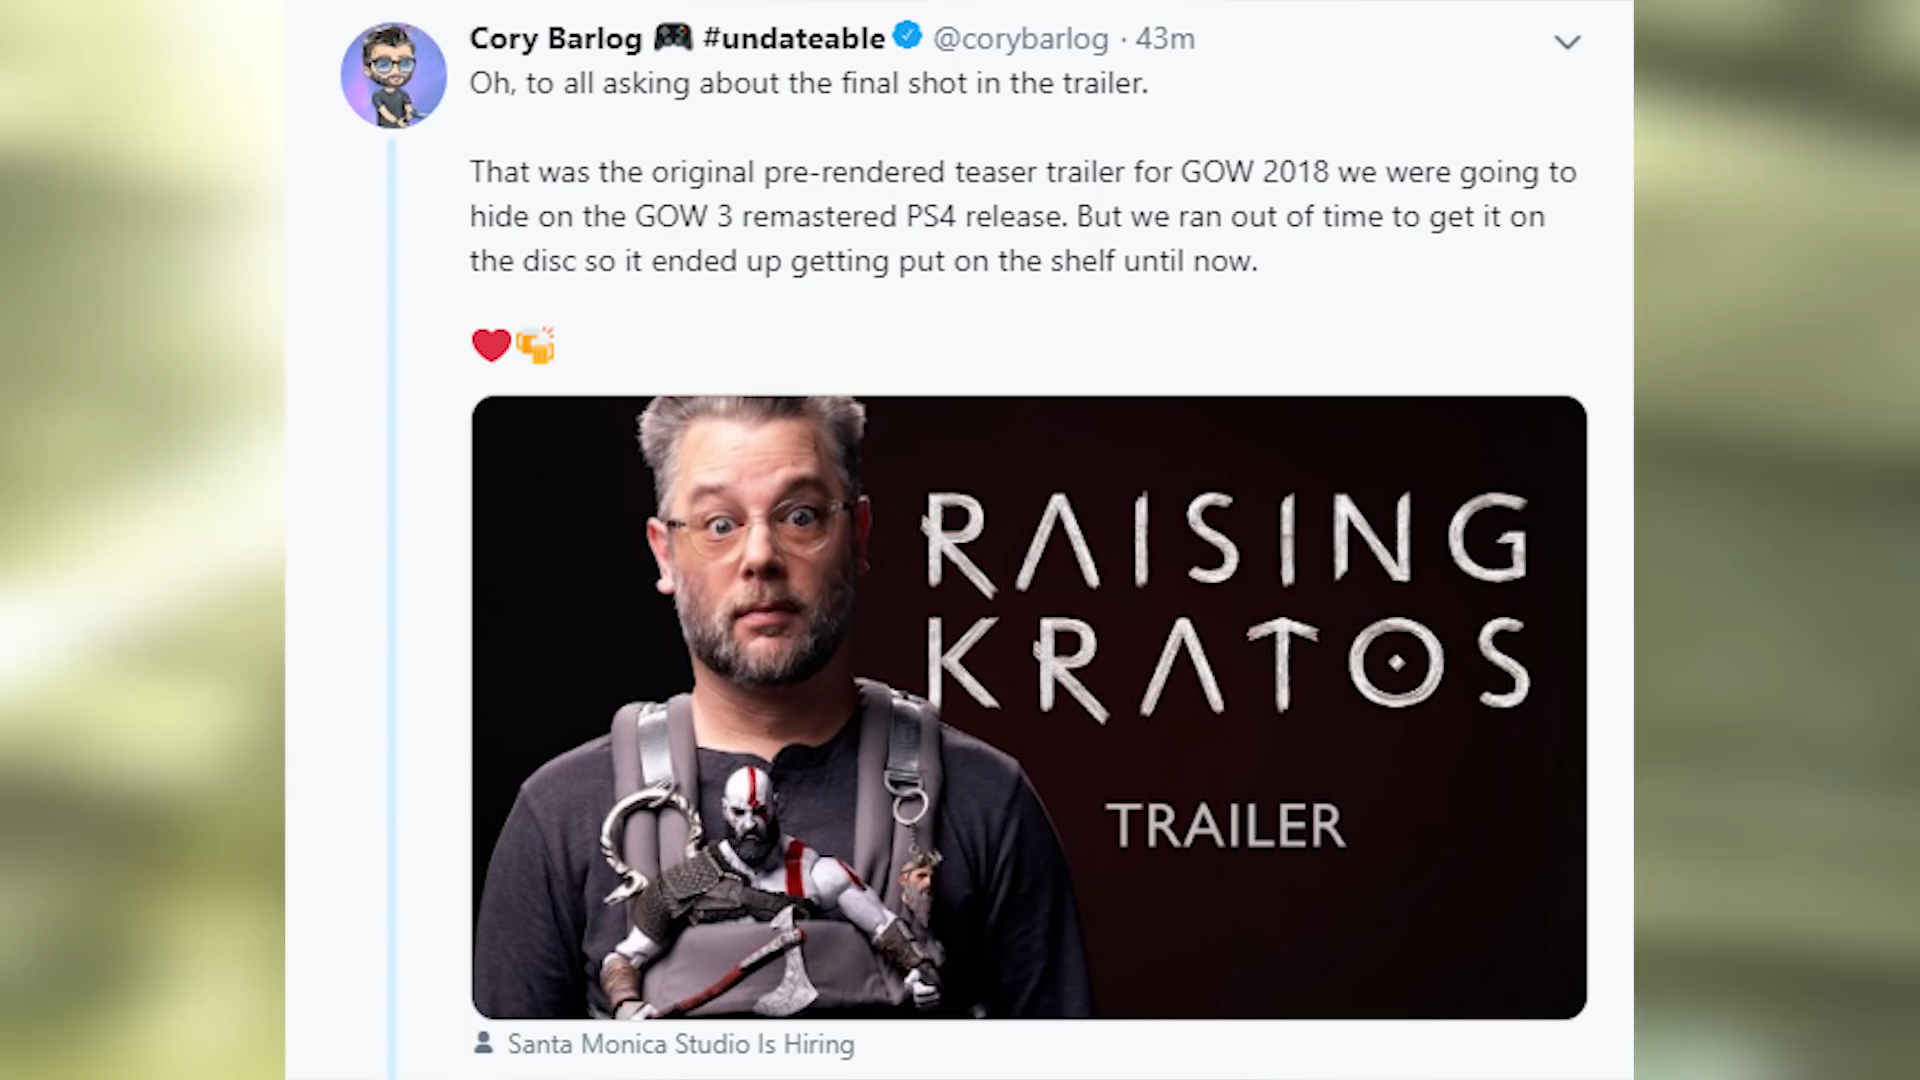 Cory Barlog 🎮 #undateable @corybarlog · 43m
Oh, to all asking about the final shot in the trailer.
That was the original pre-rendered teaser trailer for GOW 2018 we were going to
hide on the GOW 3 remastered PS4 release. But we ran out of time to get it on
the disc so it ended up getting put on the shelf until now.
❤️🍻
RAISING
KRATOS
TRAILER
Santa Monica Studio Is Hiring